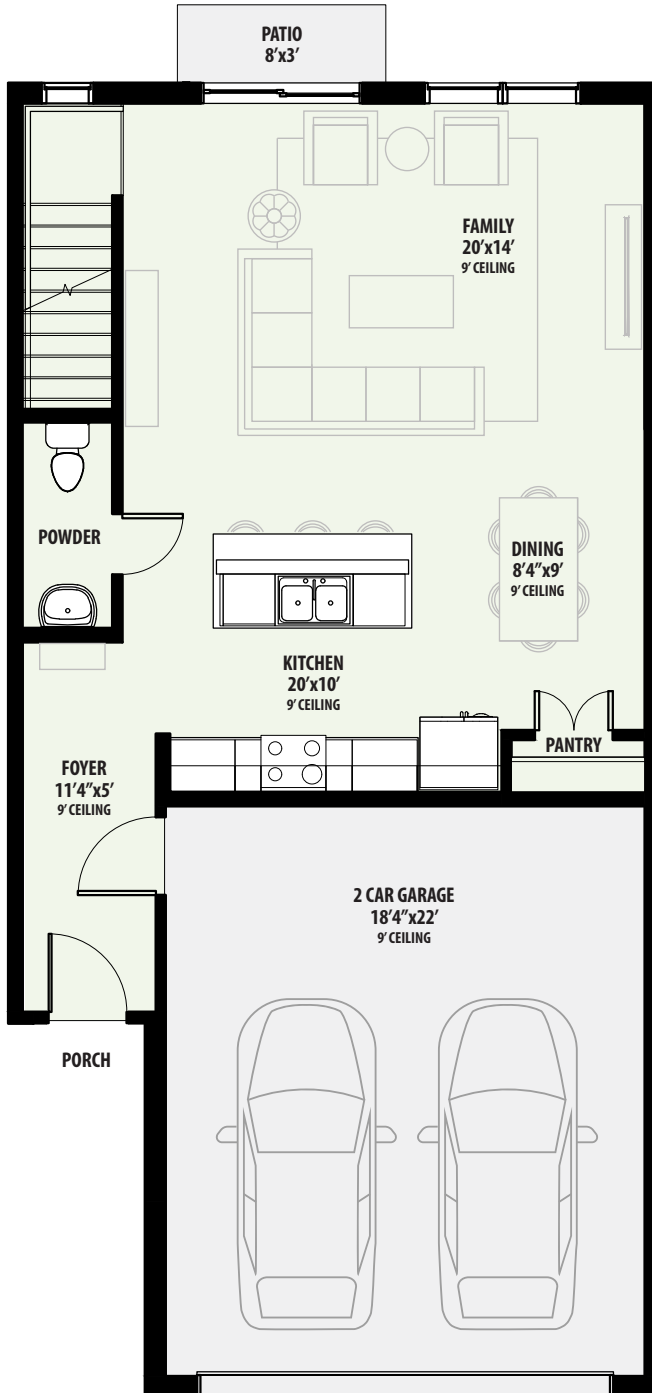 PATIO
8'x3'
FAMILY
20'x14'
9' CEILING
POWDER
DINING
8'4"x9'
9' CEILING
KITCHEN
20'x10'
9' CEILING
PANTRY
FOYER
11'4"x5'
9' CEILING
2 CAR GARAGE
18'4"x22'
9' CEILING
PORCH